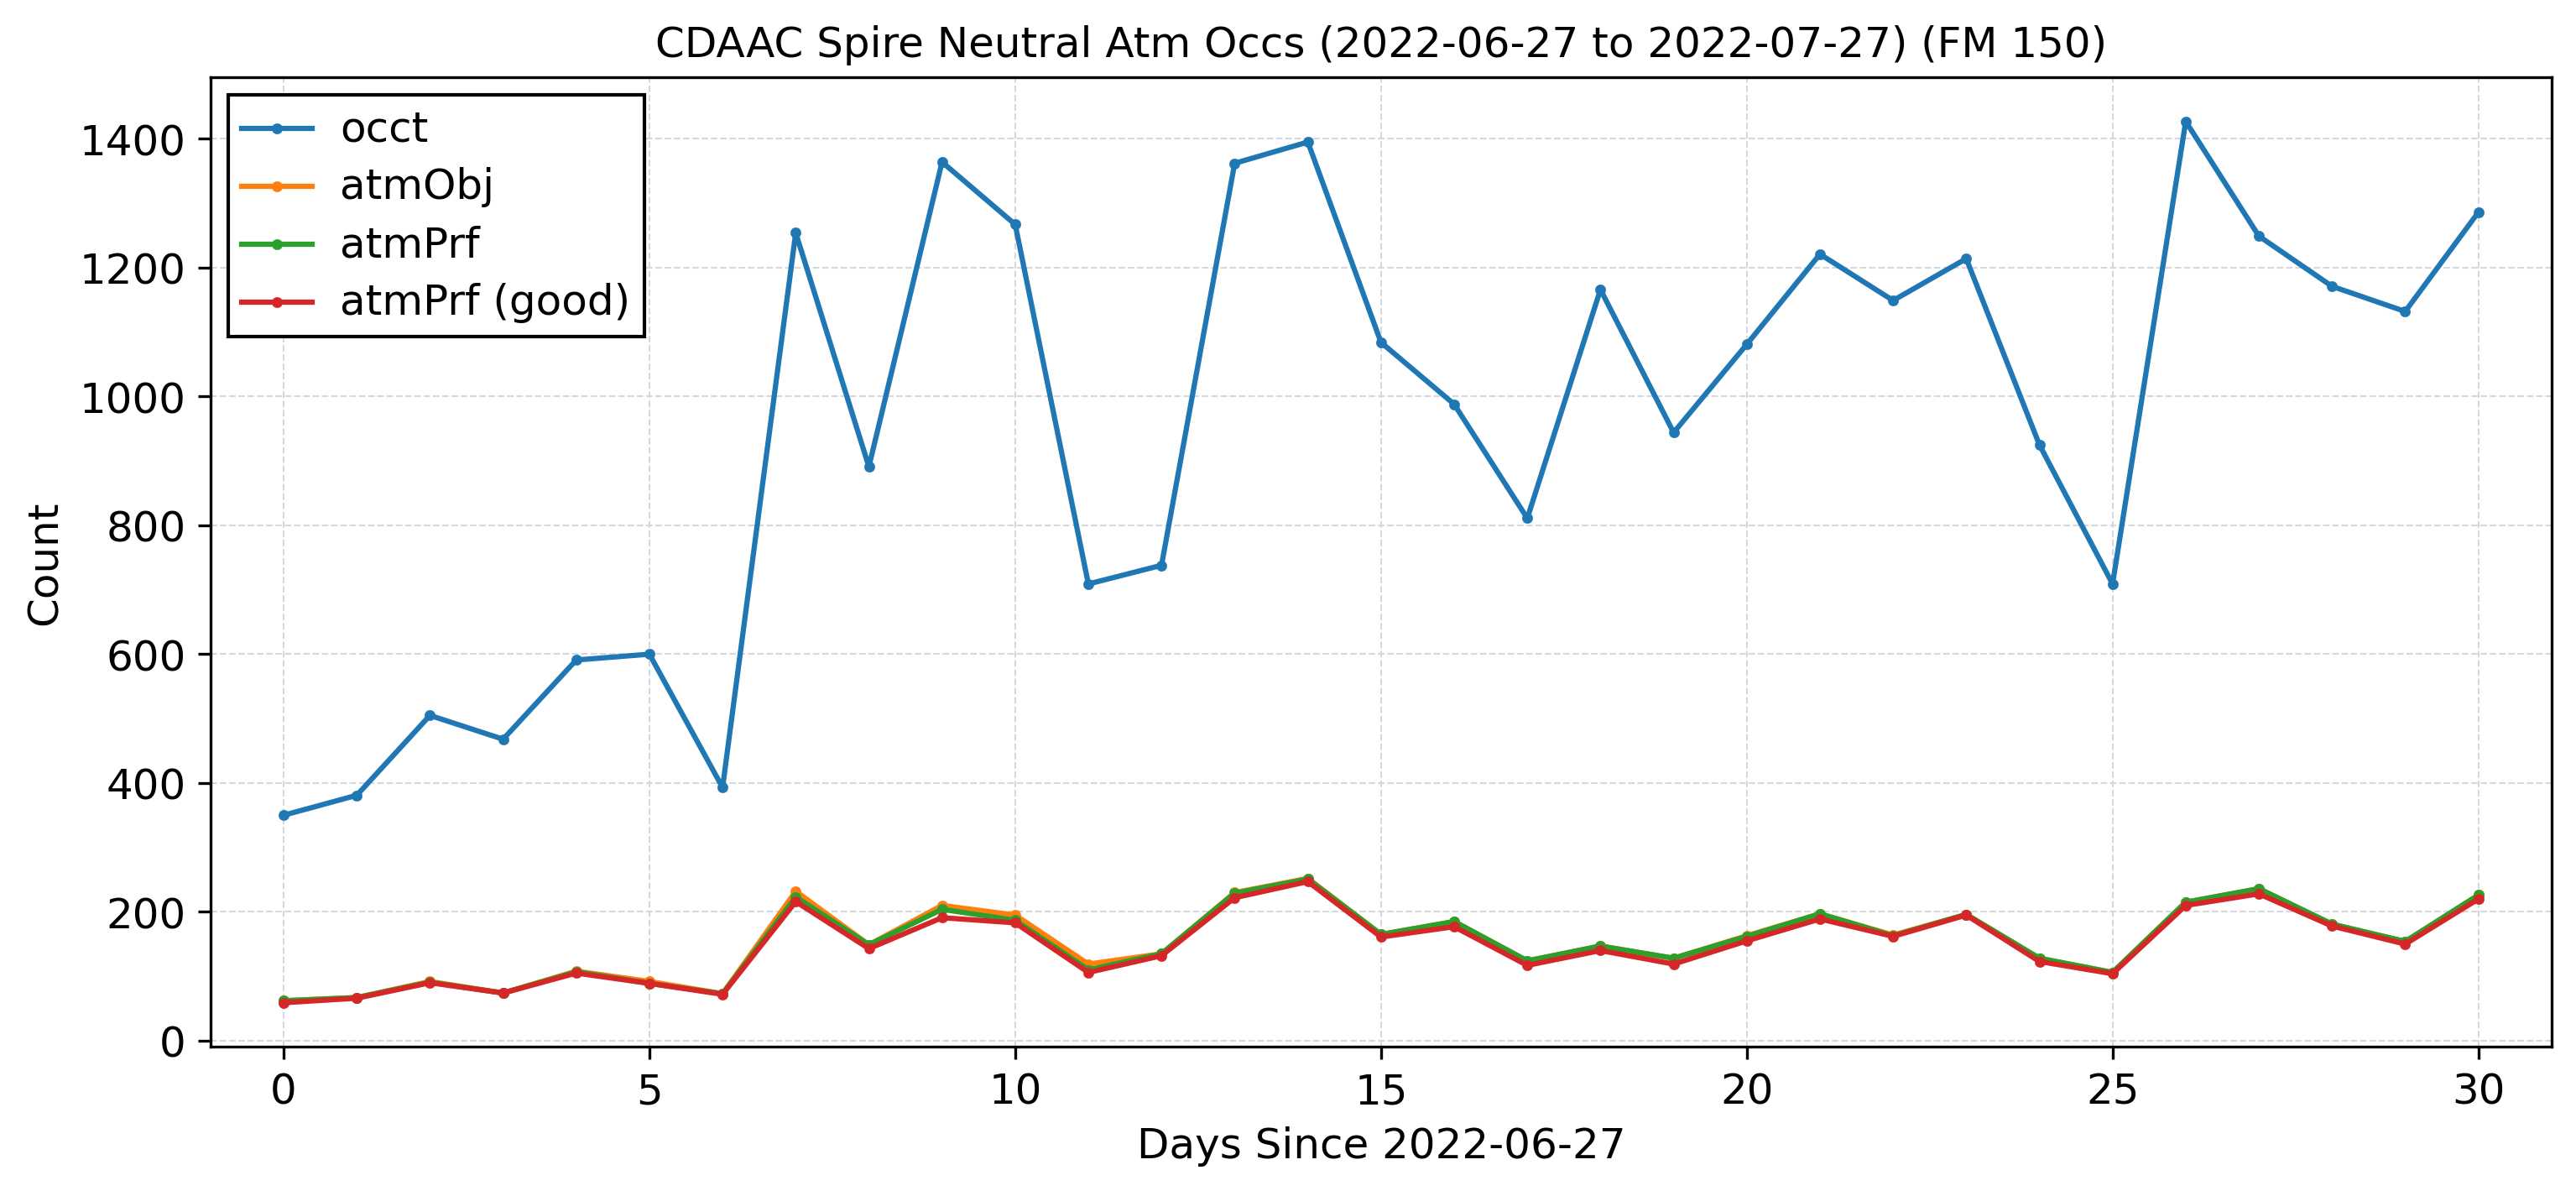 CDAAC Spire Neutral Atm Occs (2022-06-27 to 2022-07-27) (FM 150)
occt
atmObj
atmPrf
atmPrf (good)
1400
1200
1000
800
600
400
200
0
Count
0 5 10 15 20 25 30
Days Since 2022-06-27